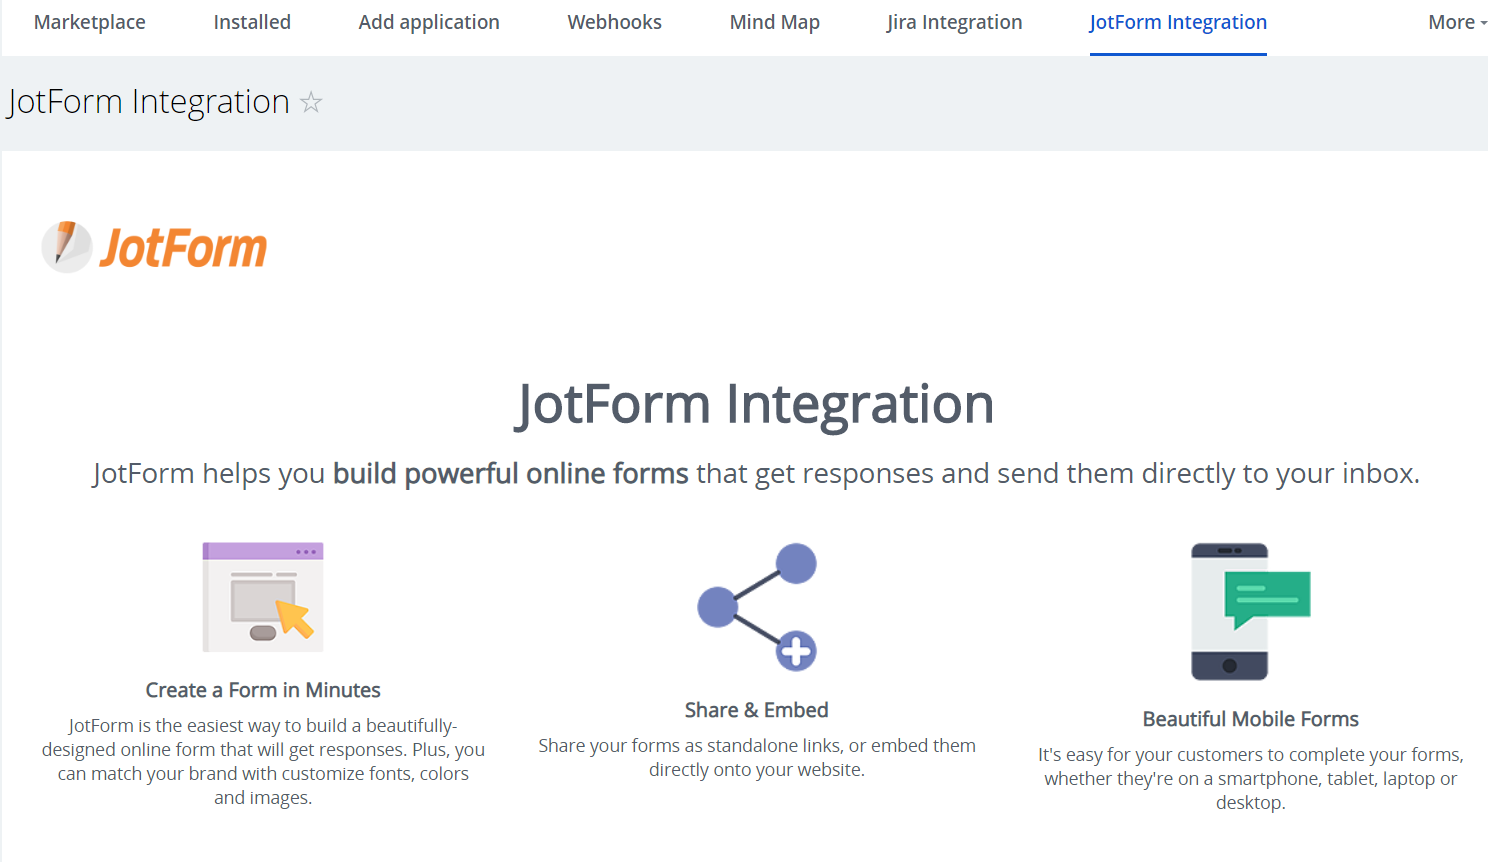 Marketplace Installed Add application Webhooks Mind Map Jira Integration JotForm Integration More
JotForm Integration
JotForm
JotForm Integration
JotForm helps you build powerful online forms that get responses and send them directly to your inbox.
Create a Form in Minutes
JotForm is the easiest way to build a beautifully-
designed online form that will get responses. Plus, you
can match your brand with customize fonts, colors
and images.
Share & Embed
Share your forms as standalone links, or embed them
directly onto your website.
Beautiful Mobile Forms
It's easy for your customers to complete your forms,
whether they're on a smartphone, tablet, laptop or
desktop.